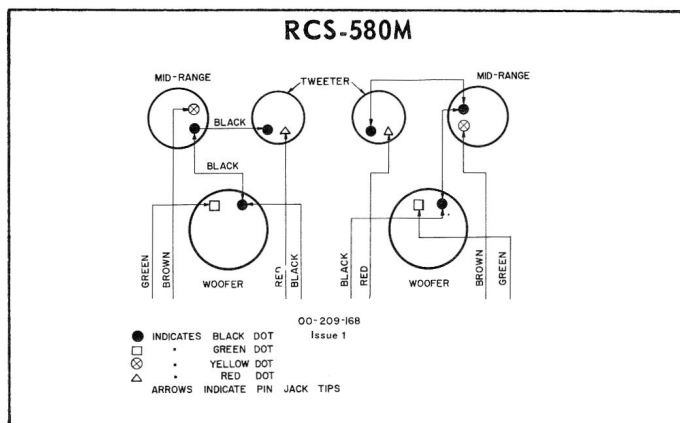 RCS-580M
MID-RANGE
TWEETER
MID-RANGE
BLACK
BLACK
GREEN
BROWN
WOOFER
RED
BLACK
BLACK
RED
WOOFER
BROWN
GREEN
00-209-168
Issue 1
INDICATES BLACK DOT
" GREEN DOT
" YELLOW DOT
" RED DOT
ARROWS INDICATE PIN JACK TIPS